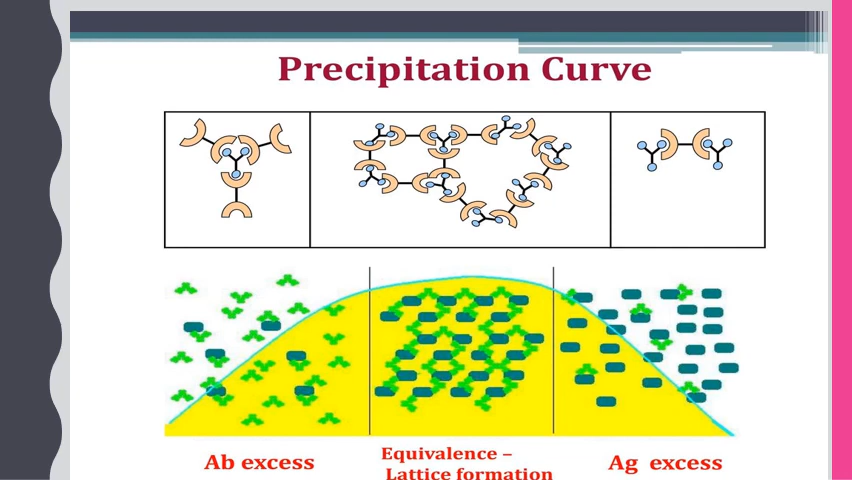 Precipitation Curve
Ab excess
Equivalence –
Lattice formation
Ag excess